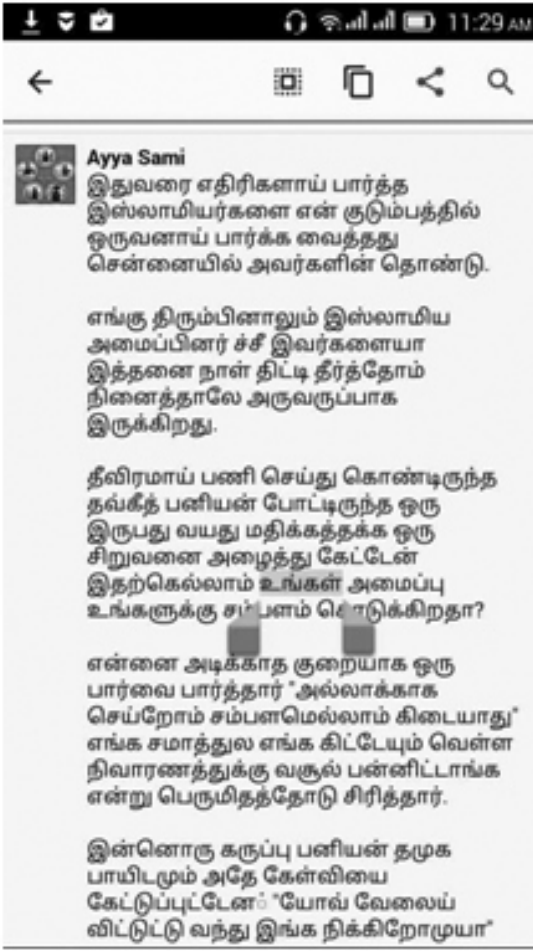 11:29 AM
Ayya Sami
இதுவரை எதிரிகளாய் பார்த்த
இஸ்லாமியர்களை என் குடும்பத்தில்
ஒருவனாய் பார்க்க வைத்தது
சென்னையில் அவர்களின் தொண்டு.
எங்கு திரும்பினாலும் இஸ்லாமிய
அமைப்பினர் ச்சீ இவர்களையா
இத்தனை நாள் திட்டி தீர்த்தோம்
நினைத்தாலே அருவருப்பாக
இருக்கிறது.
தீவிரமாய் பணி செய்து கொண்டிருந்த
தவ்கீத் பனியன் போட்டிருந்த ஒரு
இருபது வயது மதிக்கத்தக்க ஒரு
சிறுவனை அழைத்து கேட்டேன்
இதற்கெல்லாம் உங்கள் அமைப்பு
உங்களுக்கு சம்பளம் கொடுக்கிறதா?
என்னை அடிக்காத குறையாக ஒரு
பார்வை பார்த்தார் "அல்லாக்காக
செய்றோம் சம்பளமெல்லாம் கிடையாது"
எங்க சமாத்துல எங்க கிட்டேயும் வெள்ள
நிவாரணத்துக்கு வசூல் பன்னிட்டாங்க
என்று பெருமிதத்தோடு சிரித்தார்.
இன்னொரு கருப்பு பனியன் தமுக
பாயிடமும் அதே கேள்வியை
கேட்டுப்புட்டேன் "யோவ் வேலைய்
விட்டுட்டு வந்து இங்க நிக்கிறோமுயா"